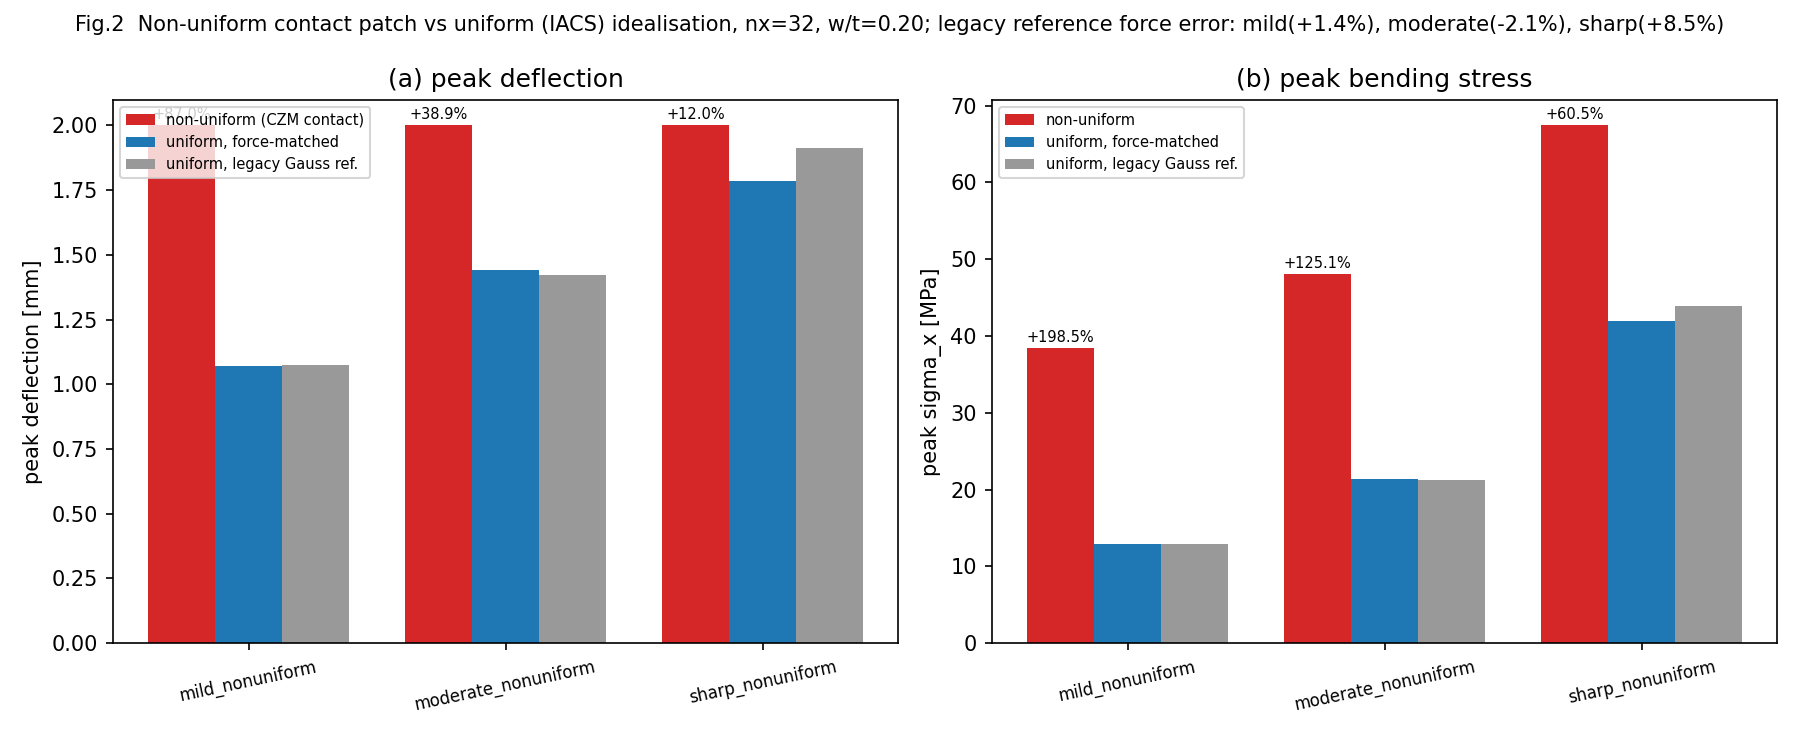 Fig.2  Non-uniform contact patch vs uniform (IACS) idealisation, nx=32, w/t=0.20; legacy reference force error: mild(+1.4%), moderate(-2.1%), sharp(+8.5%)
(a) peak deflection
peak deflection [mm]
2.00
1.75
1.50
1.25
1.00
0.75
0.50
0.25
0.00
non-uniform (CZM contact)
uniform, force-matched
uniform, legacy Gauss ref.
+38.9%
+12.0%
mild_nonuniform
moderate_nonuniform
sharp_nonuniform
(b) peak bending stress
peak sigma_x [MPa]
70
60
50
40
30
20
10
0
non-uniform
uniform, force-matched
uniform, legacy Gauss ref.
+198.5%
+125.1%
+60.5%
mild_nonuniform
moderate_nonuniform
sharp_nonuniform